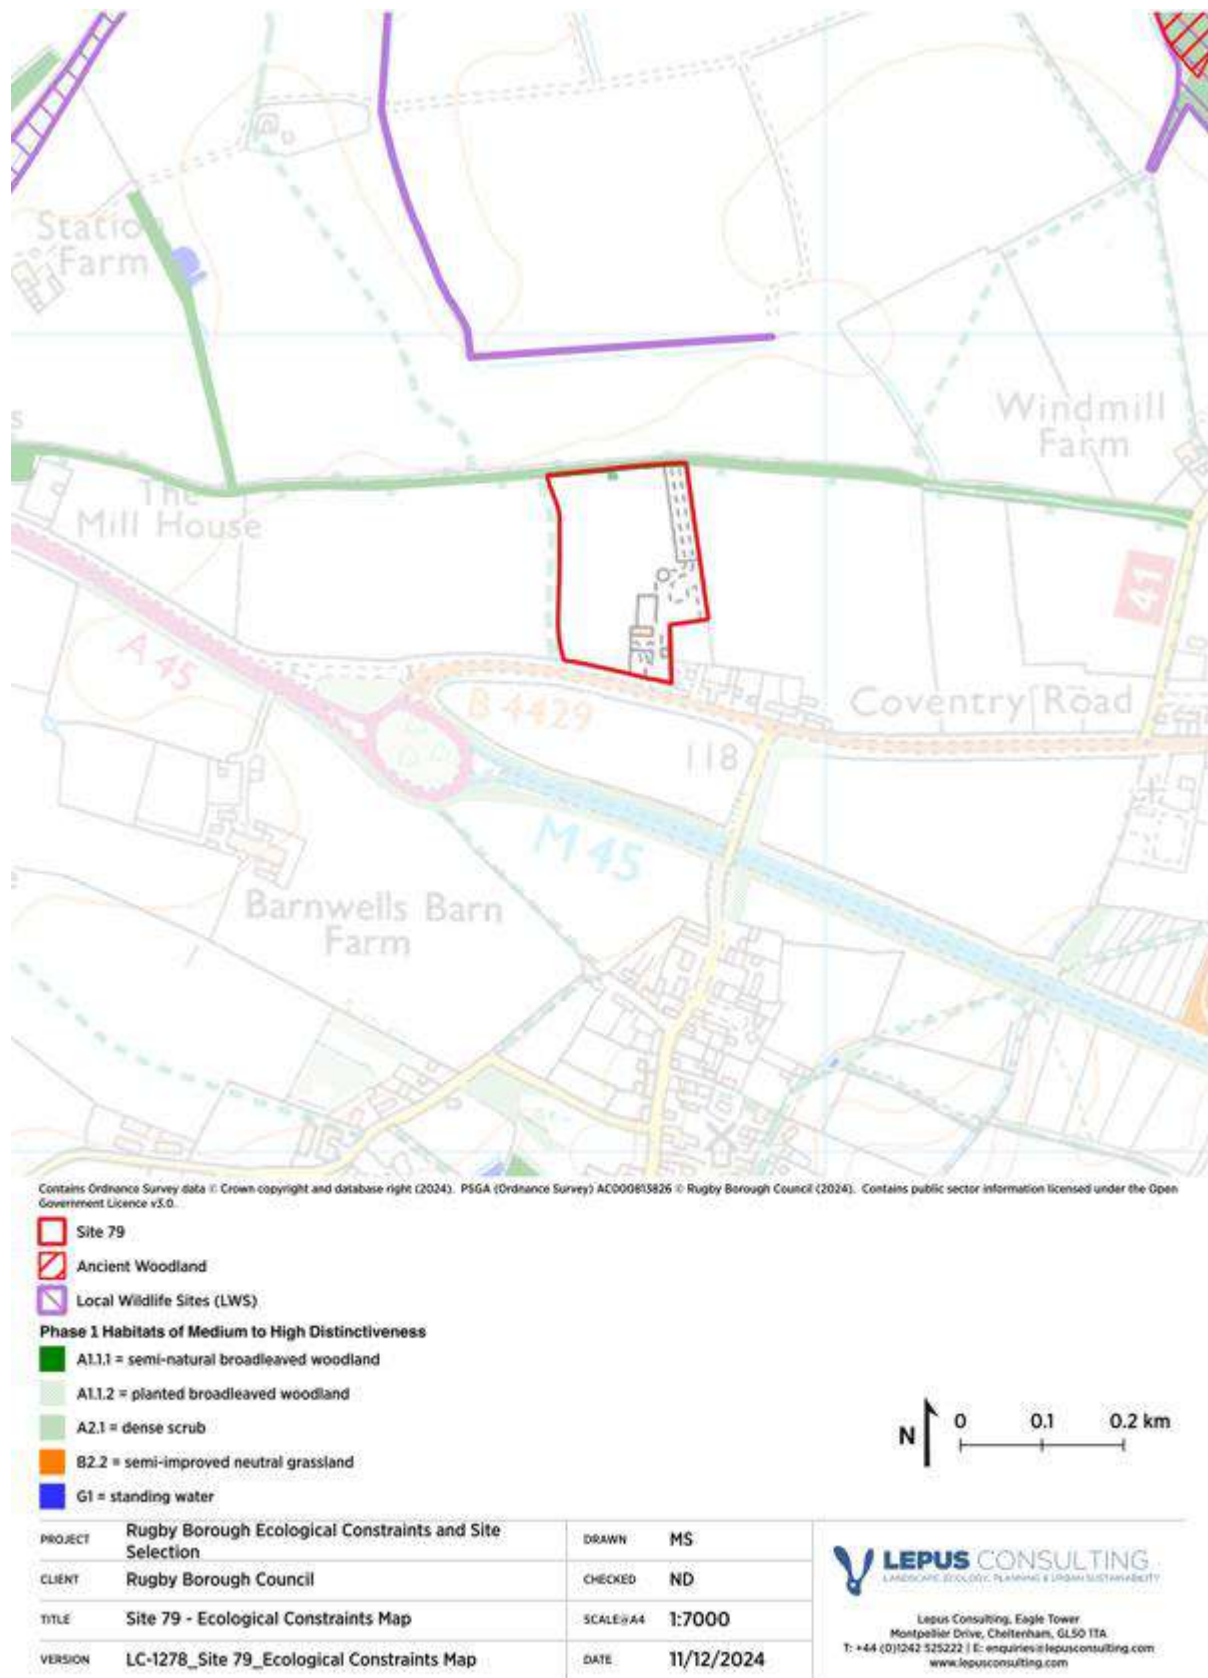 Station
Farm
s
Windmill
Farm
The
Mill House
41
A 45
B 4429
Coventry Road
118
M 45
Barnwells Barn
Farm
Contains Ordnance Survey data © Crown copyright and database right (2024). PSGA (Ordnance Survey) AC000813826 © Rugby Borough Council (2024). Contains public sector information licensed under the Open
Government Licence v3.0.
Site 79
Ancient Woodland
Local Wildlife Sites (LWS)
Phase 1 Habitats of Medium to High Distinctiveness
A1.1.1 = semi-natural broadleaved woodland
A1.1.2 = planted broadleaved woodland
A2.1 = dense scrub
B2.2 = semi-improved neutral grassland
G1 = standing water
N
0 0.1 0.2 km
PROJECT Rugby Borough Ecological Constraints and Site
Selection
DRAWN MS
CLIENT Rugby Borough Council
CHECKED ND
TITLE Site 79 - Ecological Constraints Map
SCALE@A4 1:7000
VERSION LC-1278_Site 79_Ecological Constraints Map
DATE 11/12/2024
LEPUS CONSULTING
LANDSCAPE, ECOLOGY, PLANNING & URBAN SUSTAINABILITY
Lepus Consulting, Eagle Tower
Montpellier Drive, Cheltenham, GL50 1TA
T: +44 (0)1242 525222 | E: enquiries@lepusconsulting.com
www.lepusconsulting.com